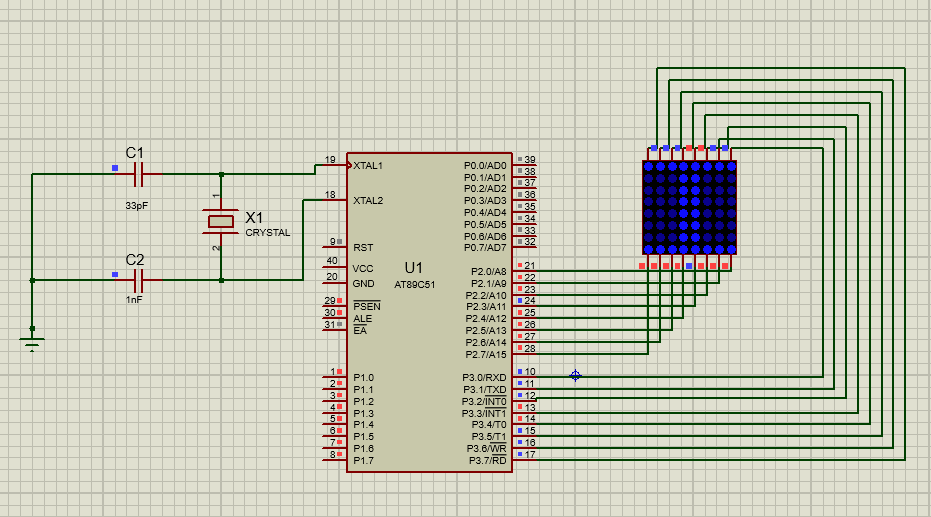 C1
33pF
C2
1nF
1
X1
CRYSTAL
2
19 XTAL1
18 XTAL2
9 RST
40 VCC
20 GND
29 PSEN
30 ALE
31 EA
1 P1.0
2 P1.1
3 P1.2
4 P1.3
5 P1.4
6 P1.5
7 P1.6
8 P1.7
U1
AT89C51
P0.0/AD0 39
P0.1/AD1 38
P0.2/AD2 37
P0.3/AD3 36
P0.4/AD4 35
P0.5/AD5 34
P0.6/AD6 33
P0.7/AD7 32
P2.0/A8 21
P2.1/A9 22
P2.2/A10 23
P2.3/A11 24
P2.4/A12 25
P2.5/A13 26
P2.6/A14 27
P2.7/A15 28
P3.0/RXD 10
P3.1/TXD 11
P3.2/INT0 12
P3.3/INT1 13
P3.4/T0 14
P3.5/T1 15
P3.6/WR 16
P3.7/RD 17